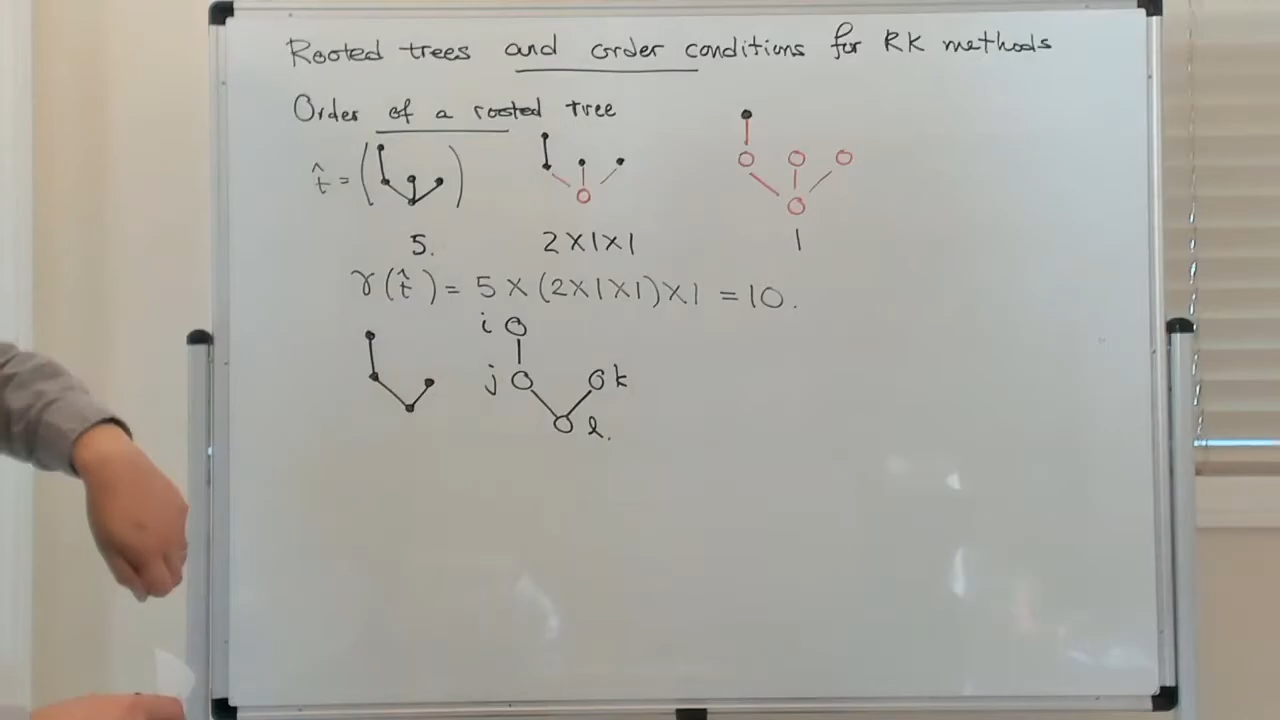 Rooted trees and order conditions for RK methods
Order of a rooted tree
t̂ = ( )
5. 2×1×1 1
γ(t̂) = 5×(2×1×1)×1 = 10.
i
j k
l.